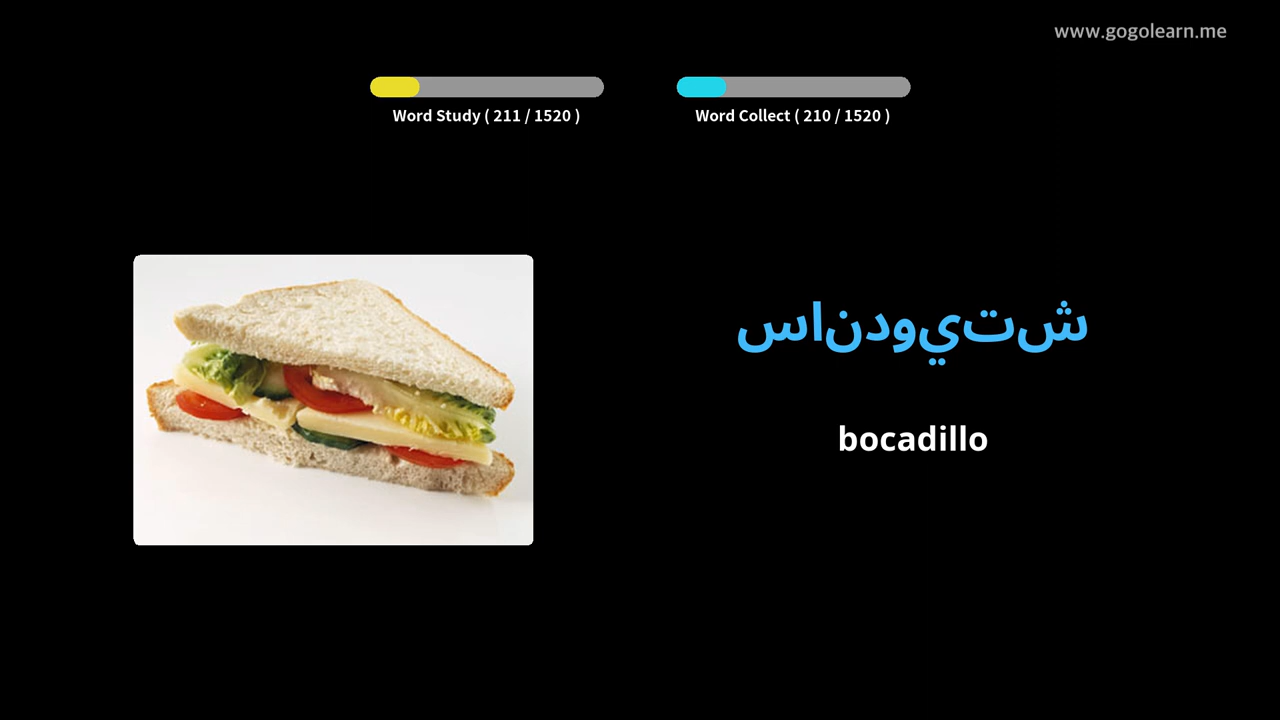 www.gogolearn.me
Word Study ( 211 / 1520 )
Word Collect ( 210 / 1520 )
شتيودناس
bocadillo